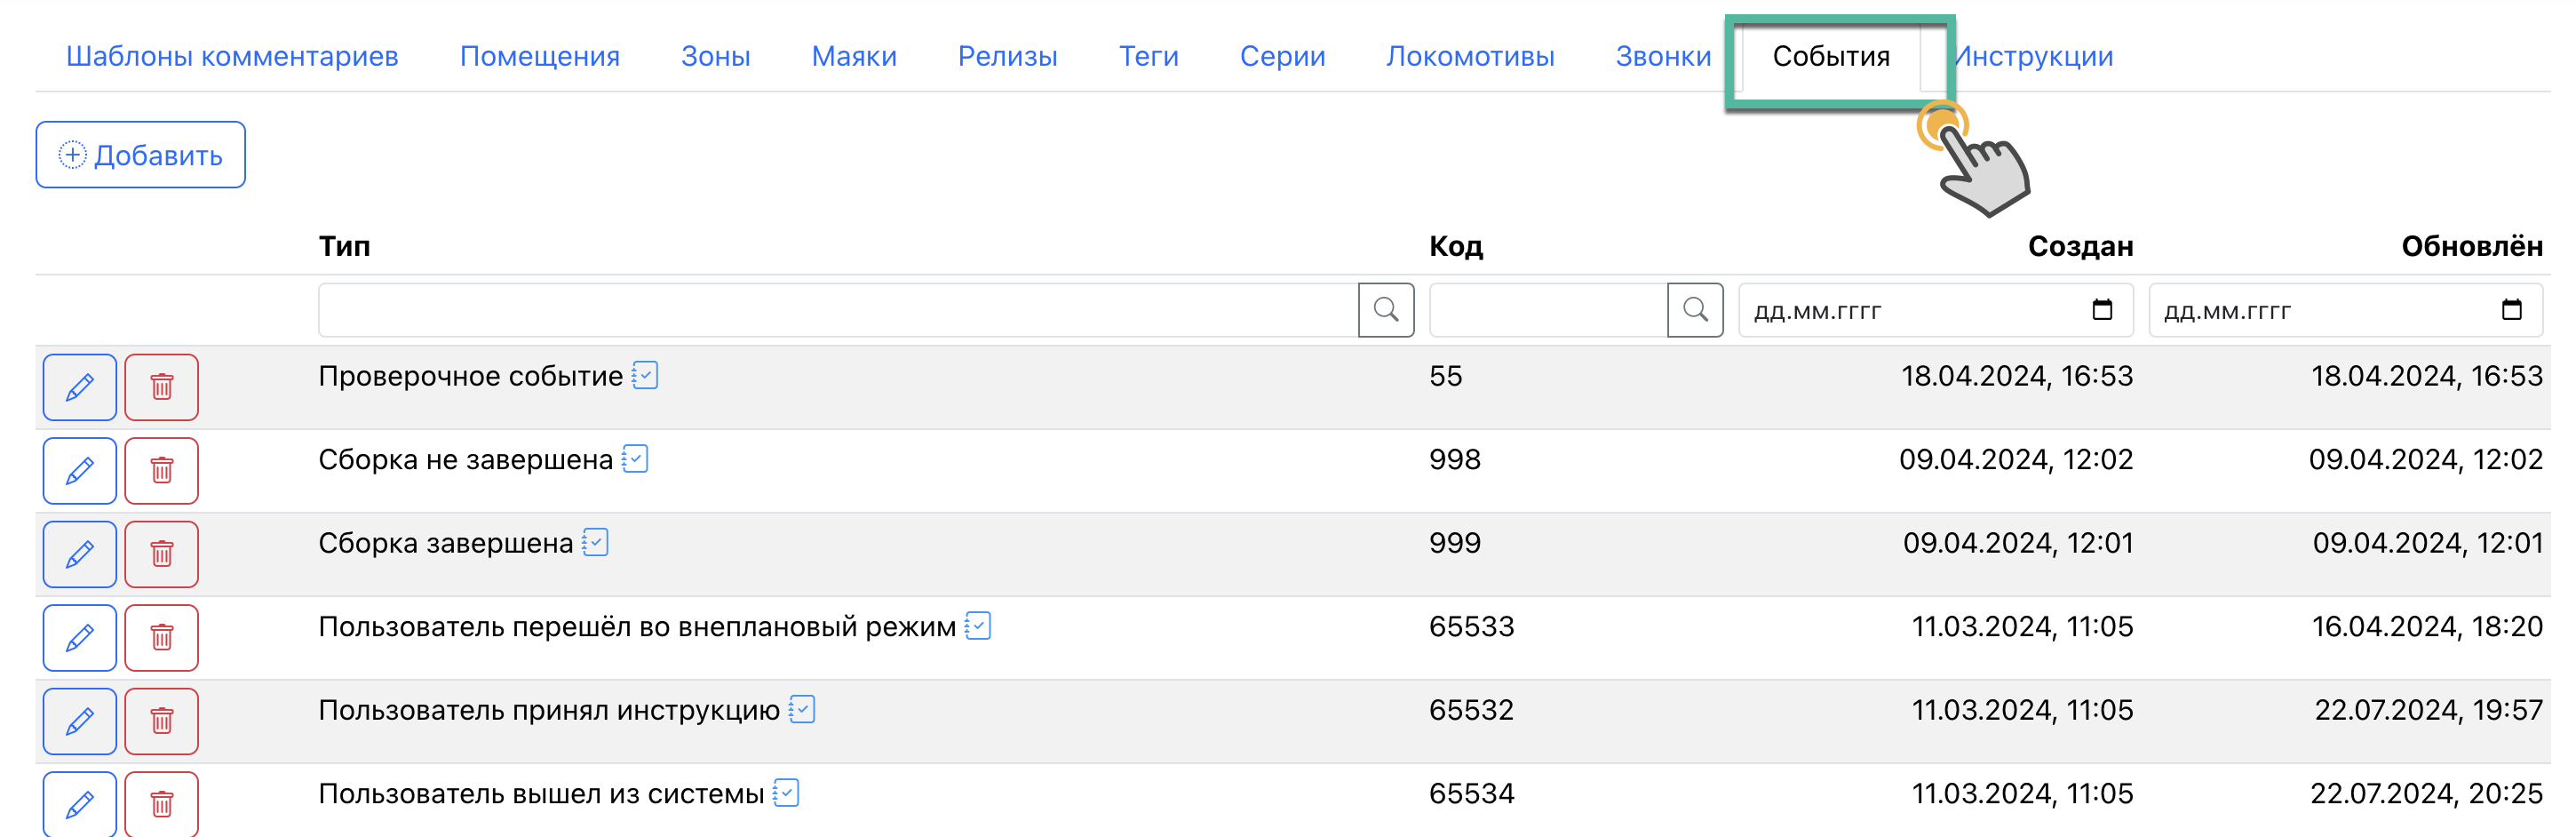 Шаблоны комментариев Помещения Зоны Маяки Релизы Теги Серии Локомотивы Звонки События Инструкции
Добавить
Тип Код Создан Обновлён
дд.мм.гггг дд.мм.гггг
Проверочное событие 55 18.04.2024, 16:53 18.04.2024, 16:53
Сборка не завершена 998 09.04.2024, 12:02 09.04.2024, 12:02
Сборка завершена 999 09.04.2024, 12:01 09.04.2024, 12:01
Пользователь перешёл во внеплановый режим 65533 11.03.2024, 11:05 16.04.2024, 18:20
Пользователь принял инструкцию 65532 11.03.2024, 11:05 22.07.2024, 19:57
Пользователь вышел из системы 65534 11.03.2024, 11:05 22.07.2024, 20:25